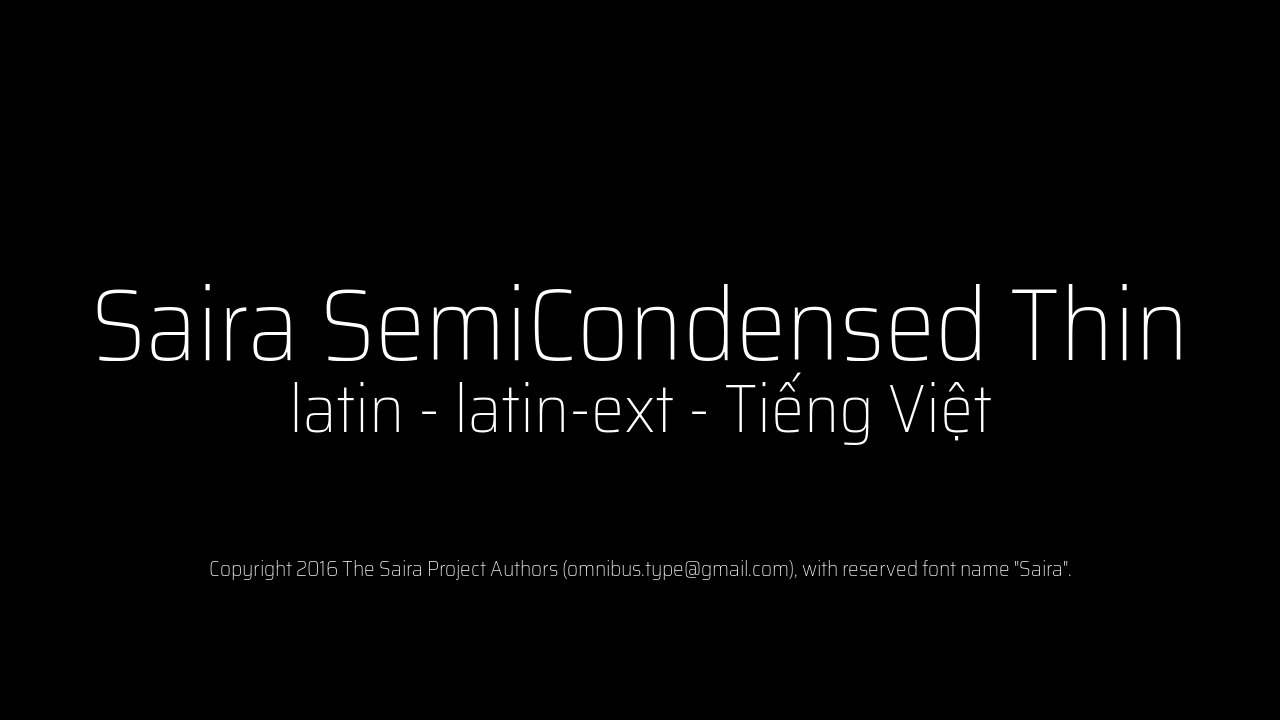 Saira SemiCondensed Thin
latin - latin-ext - Tiếng Việt
Copyright 2016 The Saira Project Authors (omnibus.type@gmail.com), with reserved font name "Saira".